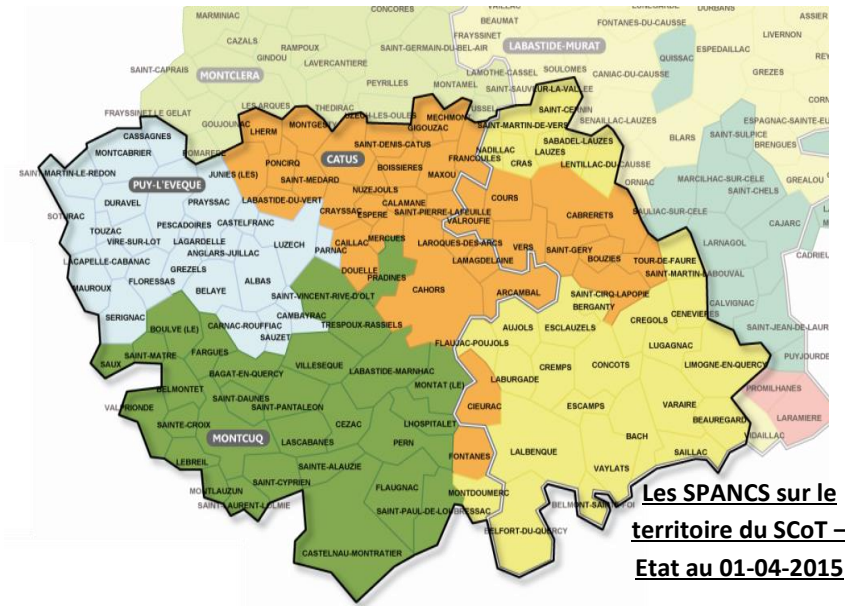 MARMINIAC
CONCORES
VAILLAC
LUNEGARDE
DURBANS
ASSIER
BEAUMAT
FONTANES-DU-CAUSSE
FRAYSSINET
LIVERNON
CAZALS
RAMPOUX
SAINT-GERMAIN-DU-BEL-AIR
LABASTIDE-MURAT
ESPEDAILLAC
GINDOU
QUISSAC
SAINT-CAPRAIS
LAVERCANTIERE
LAMOTHE-CASSEL
SOULOMES
GREZES
MONTCLERA
PEYRILLES
MONTAMEL
CANIAC-DU-CAUSSE
SAINT-SAUVEUR-LA-VALLEE
FRAYSSINET LE GELAT
LES ARQUES
THEDIRAC
UZECH-LES-OULES
MECHMONT
USSEL
SAINT-CERNIN
SENAILLAC-LAUZES
GOUJOUNAC
LHERM
MONTGESTY
GIGOUZAC
SAINT-MARTIN-DE-VERS
ESPAGNAC-SAINTE-EU
CASSAGNES
SAINT-DENIS-CATUS
SABADEL-LAUZES
BLARS
SAINT-SULPICE
BRENGUES
MONTCABRIER
POMAREDE
PONCIRQ
CATUS
FRANCOULES
NADILLAC
LAUZES
CRAS
LENTILLAC-DU-CAUSSE
SAINT-MARTIN-LE-REDON
JUNIES (LES)
BOISSIERES
MAXOU
ORNIAC
MARCILHAC-SUR-CELE
GREALOU
PUY-L'EVEQUE
SAINT-MEDARD
NUZEJOULS
SAINT-CHELS
DURAVEL
PRAYSSAC
LABASTIDE-DU-VERT
CALAMANE
COURS
CABRERETS
SAULIAC-SUR-CELE
CAJARC
SOTURAC
CRAYSSAC
ESPERE
SAINT-PIERRE-LAFEUILLE
VALROUFIE
PESCADOIRES
CASTELFRANC
TOUZAC
MERCUES
LARNAGOL
VIRE-SUR-LOT
LAGARDELLE
LUZECH
PARNAC
CAILLAC
LAROQUES-DES-ARCS
VERS
SAINT-GERY
CADRIEU
ANGLARS-JUILLAC
LAMAGDELAINE
BOUZIES
TOUR-DE-FAURE
LACAPELLE-CABANAC
GREZELS
DOUELLE
PRADINES
SAINT-MARTIN-LABOUVAL
FLORESSAS
ALBAS
MAUROUX
BELAYE
SAINT-VINCENT-RIVE-D'OLT
CAHORS
ARCAMBAL
SAINT-CIRQ-LAPOPIE
CALVIGNAC
BERGANTY
CENEVIERES
SERIGNAC
CAMBAYRAC
CREGOLS
BOULVE (LE)
CARNAC-ROUFFIAC
TRESPOUX-RASSIELS
AUJOLS
ESCLAUZELS
SAINT-JEAN-DE-LAUR
SAUZET
FLAUJAC-POUJOLS
LUGAGNAC
SAINT-MATRE
FARGUES
PUYJOURDE
SAUX
VILLESEQUE
LABASTIDE-MARNHAC
CREMPS
CONCOTS
LIMOGNE-EN-QUERCY
BAGAT-EN-QUERCY
LABURGADE
BELMONTET
MONTAT (LE)
PROMILHANES
SAINT-DAUNES
CIEURAC
VALPRIONDE
SAINT-PANTALEON
ESCAMPS
VARAIRE
LARAMIERE
SAINTE-CROIX
CEZAC
LHOSPITALET
BEAUREGARD
MONTCUQ
BACH
VIDAILLAC
LASCABANES
PERN
LALBENQUE
SAILLAC
LEBREIL
SAINTE-ALAUZIE
FONTANES
VAYLATS
SAINT-CYPRIEN
MONTLAUZUN
FLAUGNAC
MONTDOUMERC
SAINT-LAURENT-LOLMIE
SAINT-PAUL-DE-LOUBRESSAC
BELFORT-DU-QUERCY
CASTELNAU-MONTRATIER
Les SPANCS sur le
territoire du SCoT –
Etat au 01-04-2015